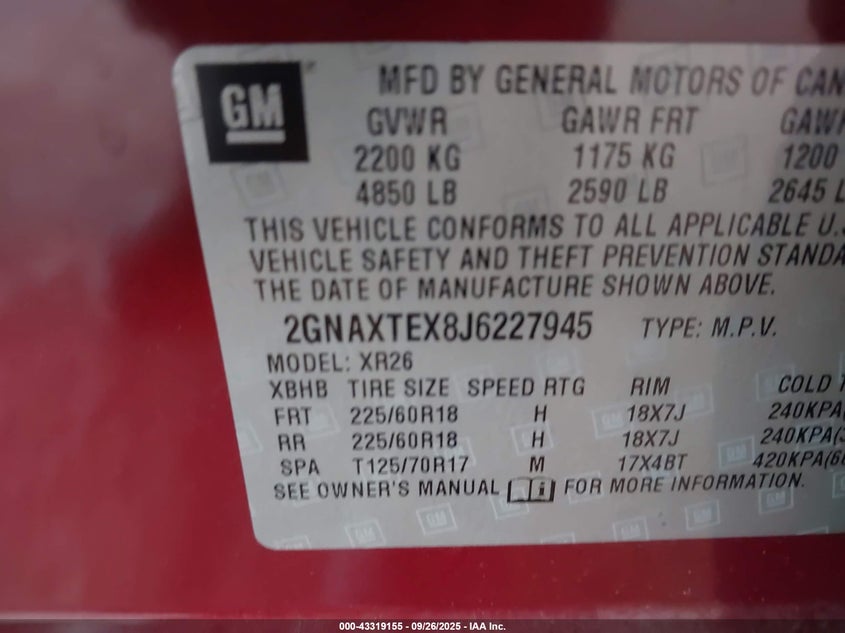 GM
MFD BY GENERAL MOTORS OF CAN
GVWR GAWR FRT GAWR
2200 KG 1175 KG 1200
4850 LB 2590 LB 2645 L
THIS VEHICLE CONFORMS TO ALL APPLICABLE U.S
VEHICLE SAFETY AND THEFT PREVENTION STANDA
THE DATE OF MANUFACTURE SHOWN ABOVE.
2GNAXTEX8J6227945 TYPE: M.P.V.
MODEL: XR26
XBHB TIRE SIZE SPEED RTG RIM COLD T
FRT 225/60R18 H 18X7J 240KPA(
RR 225/60R18 H 18X7J 240KPA(3
SPA T125/70R17 M 17X4BT 420KPA(60
SEE OWNER'S MANUAL FOR MORE INFORMATION.
000-43319155 - 09/26/2025 - IAA Inc.